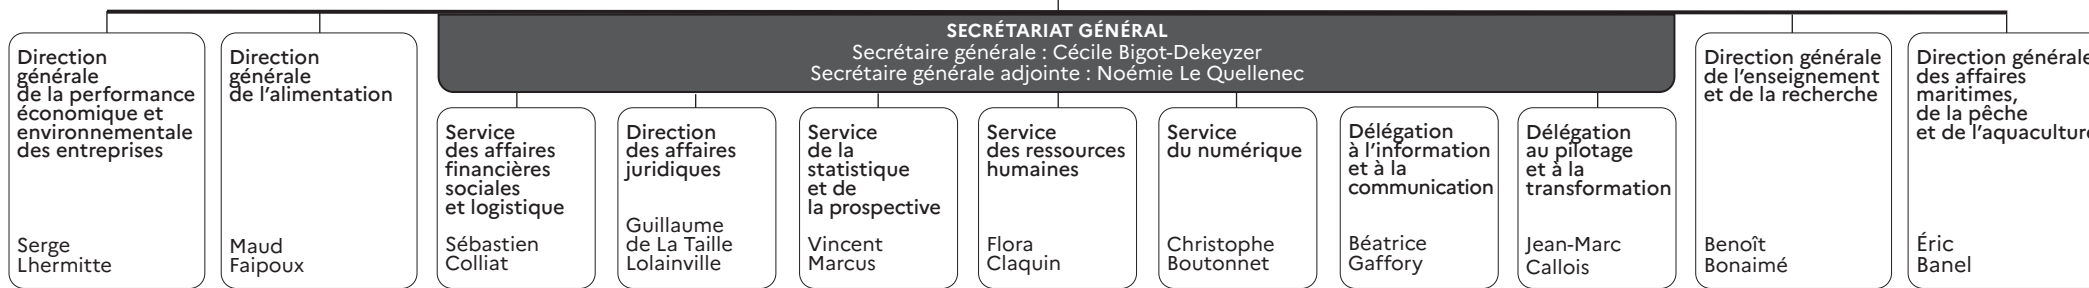 SECRÉTARIAT GÉNÉRAL
Secrétaire générale : Cécile Bigot-Dekeyzer
Secrétaire générale adjointe : Noémie Le Quellenec
Direction
générale
de la performance
économique et
environnementale
des entreprises
Serge
Lhermitte
Direction
générale
de l’alimentation
Maud
Faipoux
Service
des affaires
financières
sociales
et logistique
Sébastien
Colliat
Direction
des affaires
juridiques
Guillaume
de La Taille
Lolainville
Service
de la
statistique
et de
la prospective
Vincent
Marcus
Service
des ressources
humaines
Flora
Claquin
Service
du numérique
Christophe
Boutonnet
Délégation
à l’information
et à la
communication
Béatrice
Gaffory
Délégation
au pilotage
et à la
transformation
Jean-Marc
Callois
Direction générale
de l’enseignement
et de la recherche
Benoît
Bonaimé
Direction générale
des affaires
maritimes,
de la pêche
et de l’aquaculture
Éric
Banel